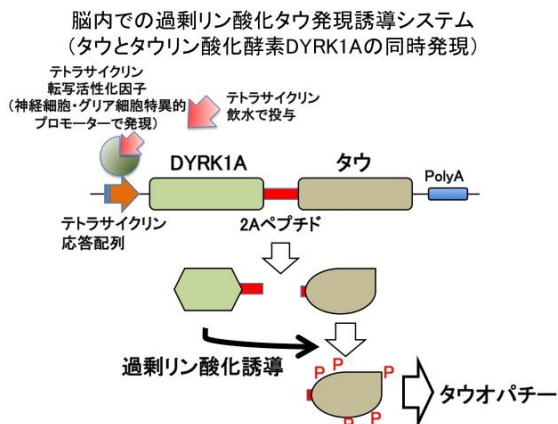 脳内での過剰リン酸化タウ発現誘導システム
（タウとタウリン酸化酵素DYRK1Aの同時発現）
テトラサイクリン
転写活性化因子
（神経細胞・グリア細胞特異的
プロモーターで発現）
テトラサイクリン
飲水で投与
DYRK1A
タウ
PolyA
テトラサイクリン
応答配列
2Aペプチド
過剰リン酸化誘導
P
P
P
P
P
タウオパチー